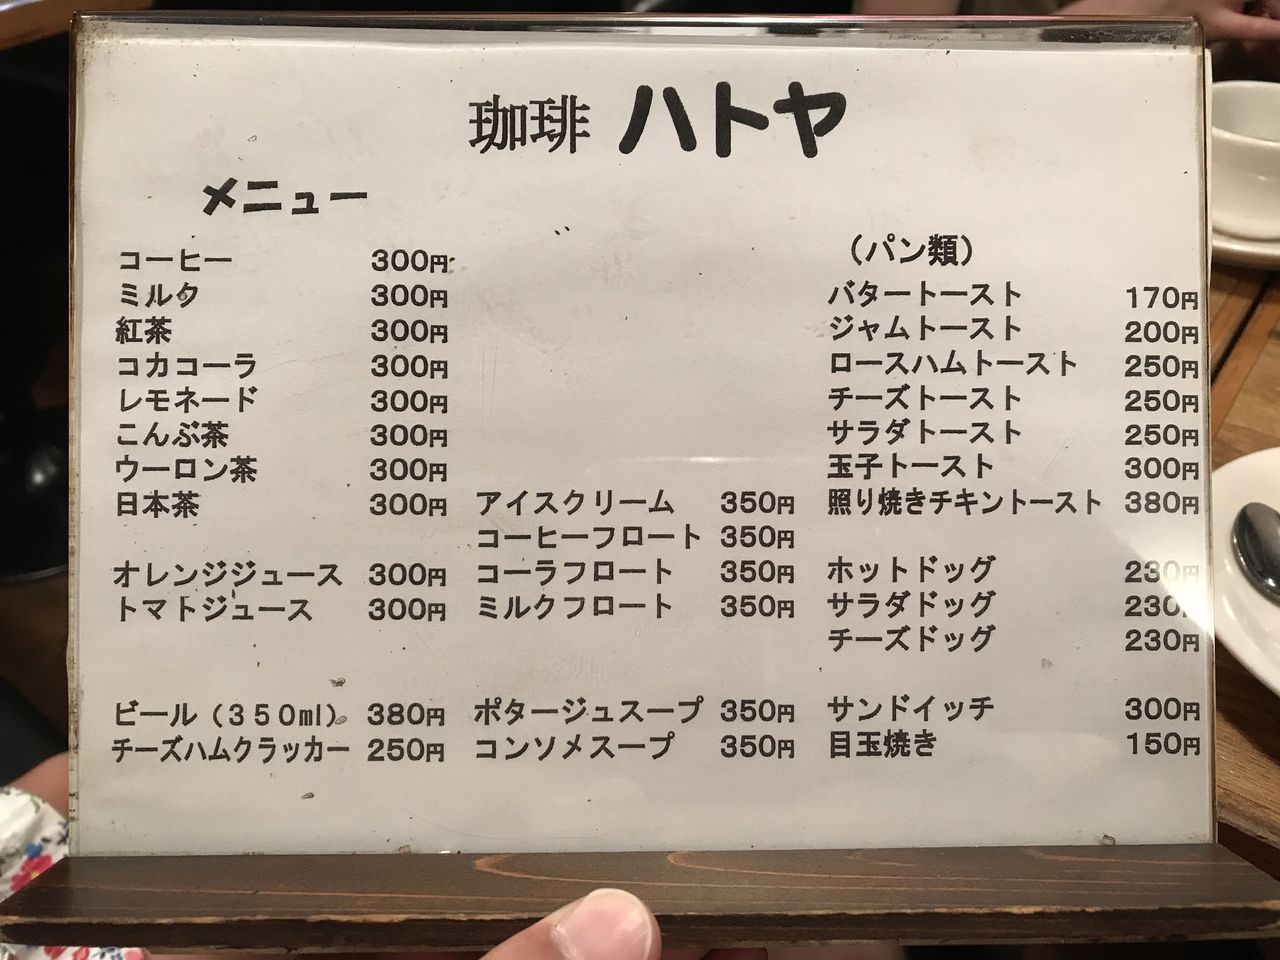 珈琲 ハトヤ
メニュー
コーヒー 300円
ミルク 300円
紅茶 300円
コカコーラ 300円
レモネード 300円
こんぶ茶 300円
ウーロン茶 300円
日本茶 300円
オレンジジュース 300円
トマトジュース 300円
ビール(350ml) 380円
チーズハムクラッカー 250円
アイスクリーム 350円
コーヒーフロート 350円
コーラフロート 350円
ミルクフロート 350円
ポタージュスープ 350円
コンソメスープ 350円
(パン類)
バタートースト 170円
ジャムトースト 200円
ロースハムトースト 250円
チーズトースト 250円
サラダトースト 250円
玉子トースト 300円
照り焼きチキントースト 380円
ホットドッグ 230円
サラダドッグ 230円
チーズドッグ 230円
サンドイッチ 300円
目玉焼き 150円